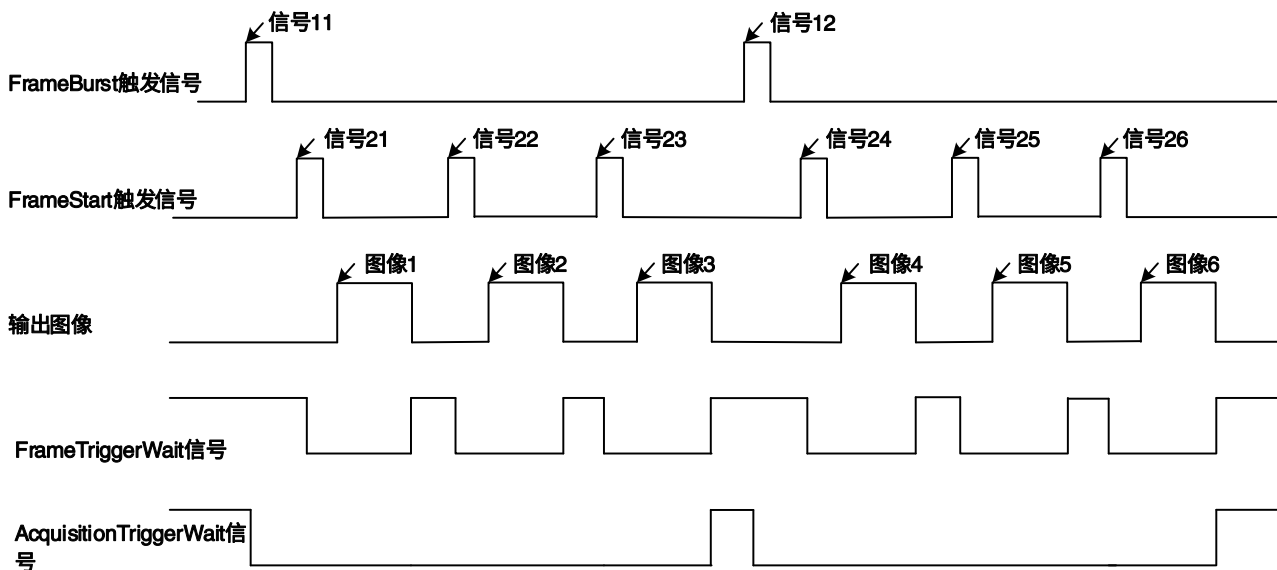 信号11
信号12
FrameBurst触发信号
信号21
信号22
信号23
信号24
信号25
信号26
FrameStart触发信号
图像1
图像2
图像3
图像4
图像5
图像6
输出图像
FrameTriggerWait信号
AcquisitionTriggerWait信
号